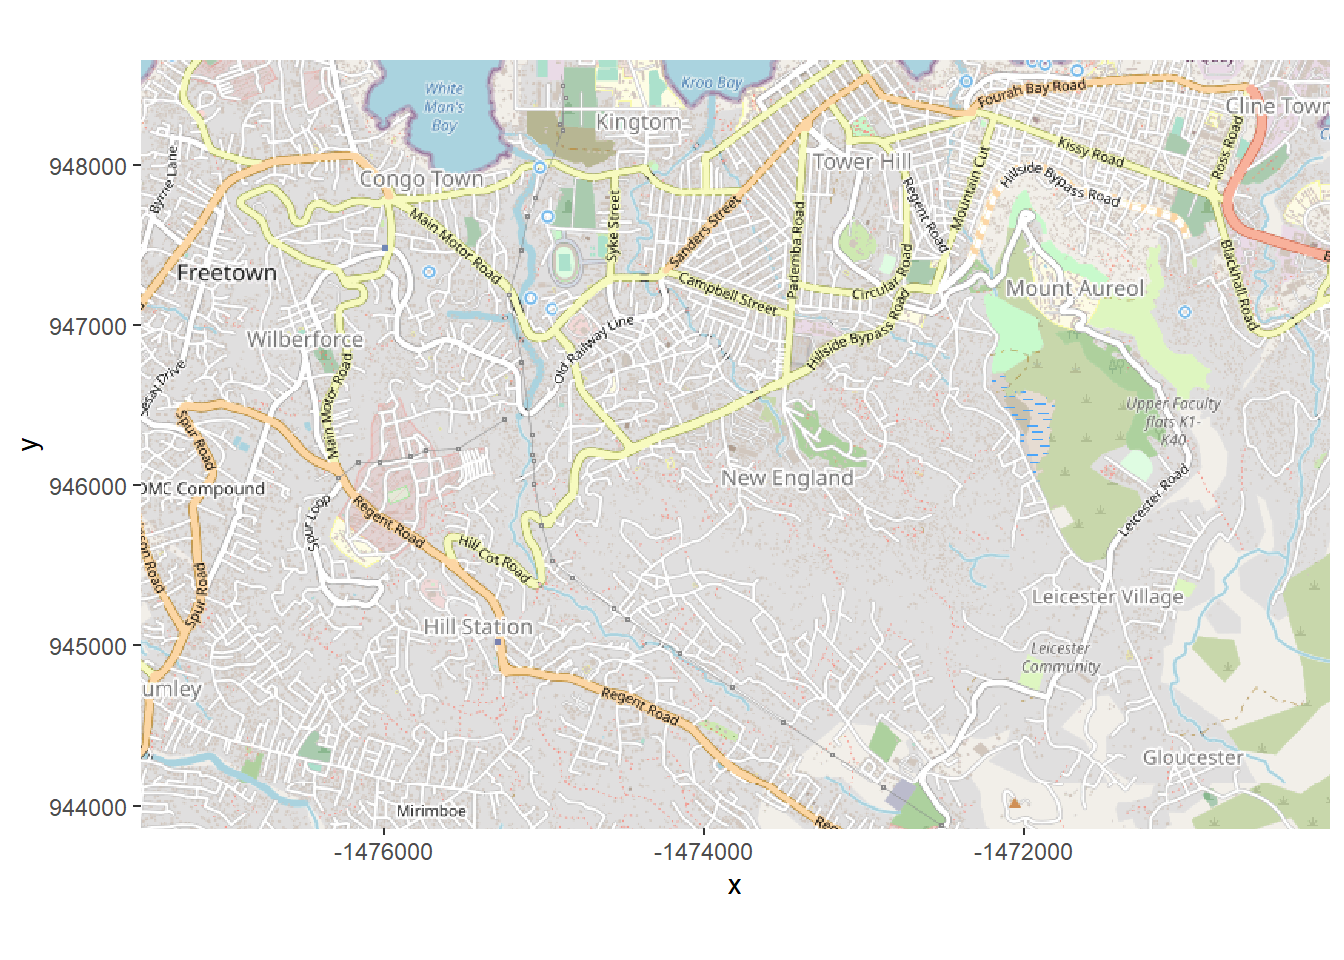 White
Man's
Bay
Kroo Bay
Fourah Bay Road
Cline Town
Kingtom
Tower Hill
Kissy Road
Ross Road
948000
Byrne Lane
Congo Town
Regent Road
Mountain Cut
Hillside Bypass Road
Main Motor Road
Syke Street
Sanders Street
Pademba Road
Circular Road
Blackhall Road
Freetown
Campbell Street
Mount Aureol
947000
Wilberforce
Old Railway Line
Hillside Bypass Road
Main Motor Road
Upper Faculty
flats K1-
K40
Spur Road
y
946000
OMC Compound
New England
Leicester Road
Spur Loop
Regent Road
Hill Cot Road
Spur Road
Leicester Village
Hill Station
945000
Leicester
Community
umley
Regent Road
Gloucester
944000
Mirimboe
-1476000
-1474000
-1472000
x